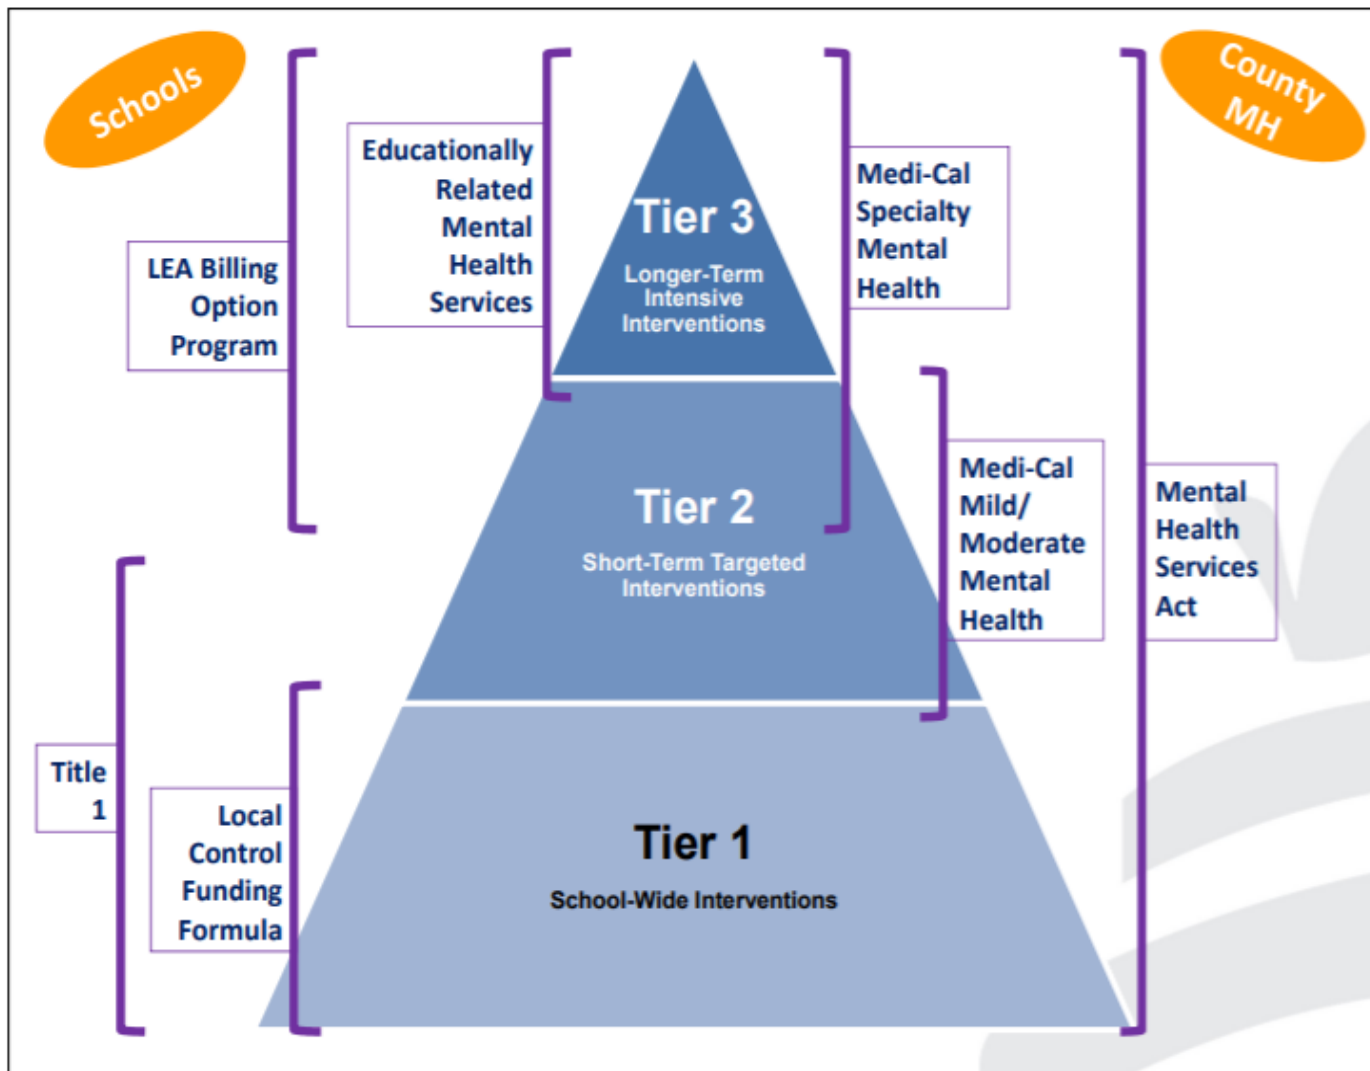 Schools
County
MH
Educationally
Related
Mental
Health
Services
LEA Billing
Option
Program
Tier 3
Longer-Term
Intensive
Interventions
Medi-Cal
Specialty
Mental
Health
Tier 2
Short-Term Targeted
Interventions
Medi-Cal
Mild/
Moderate
Mental
Health
Mental
Health
Services
Act
Title
1
Local
Control
Funding
Formula
Tier 1
School-Wide Interventions